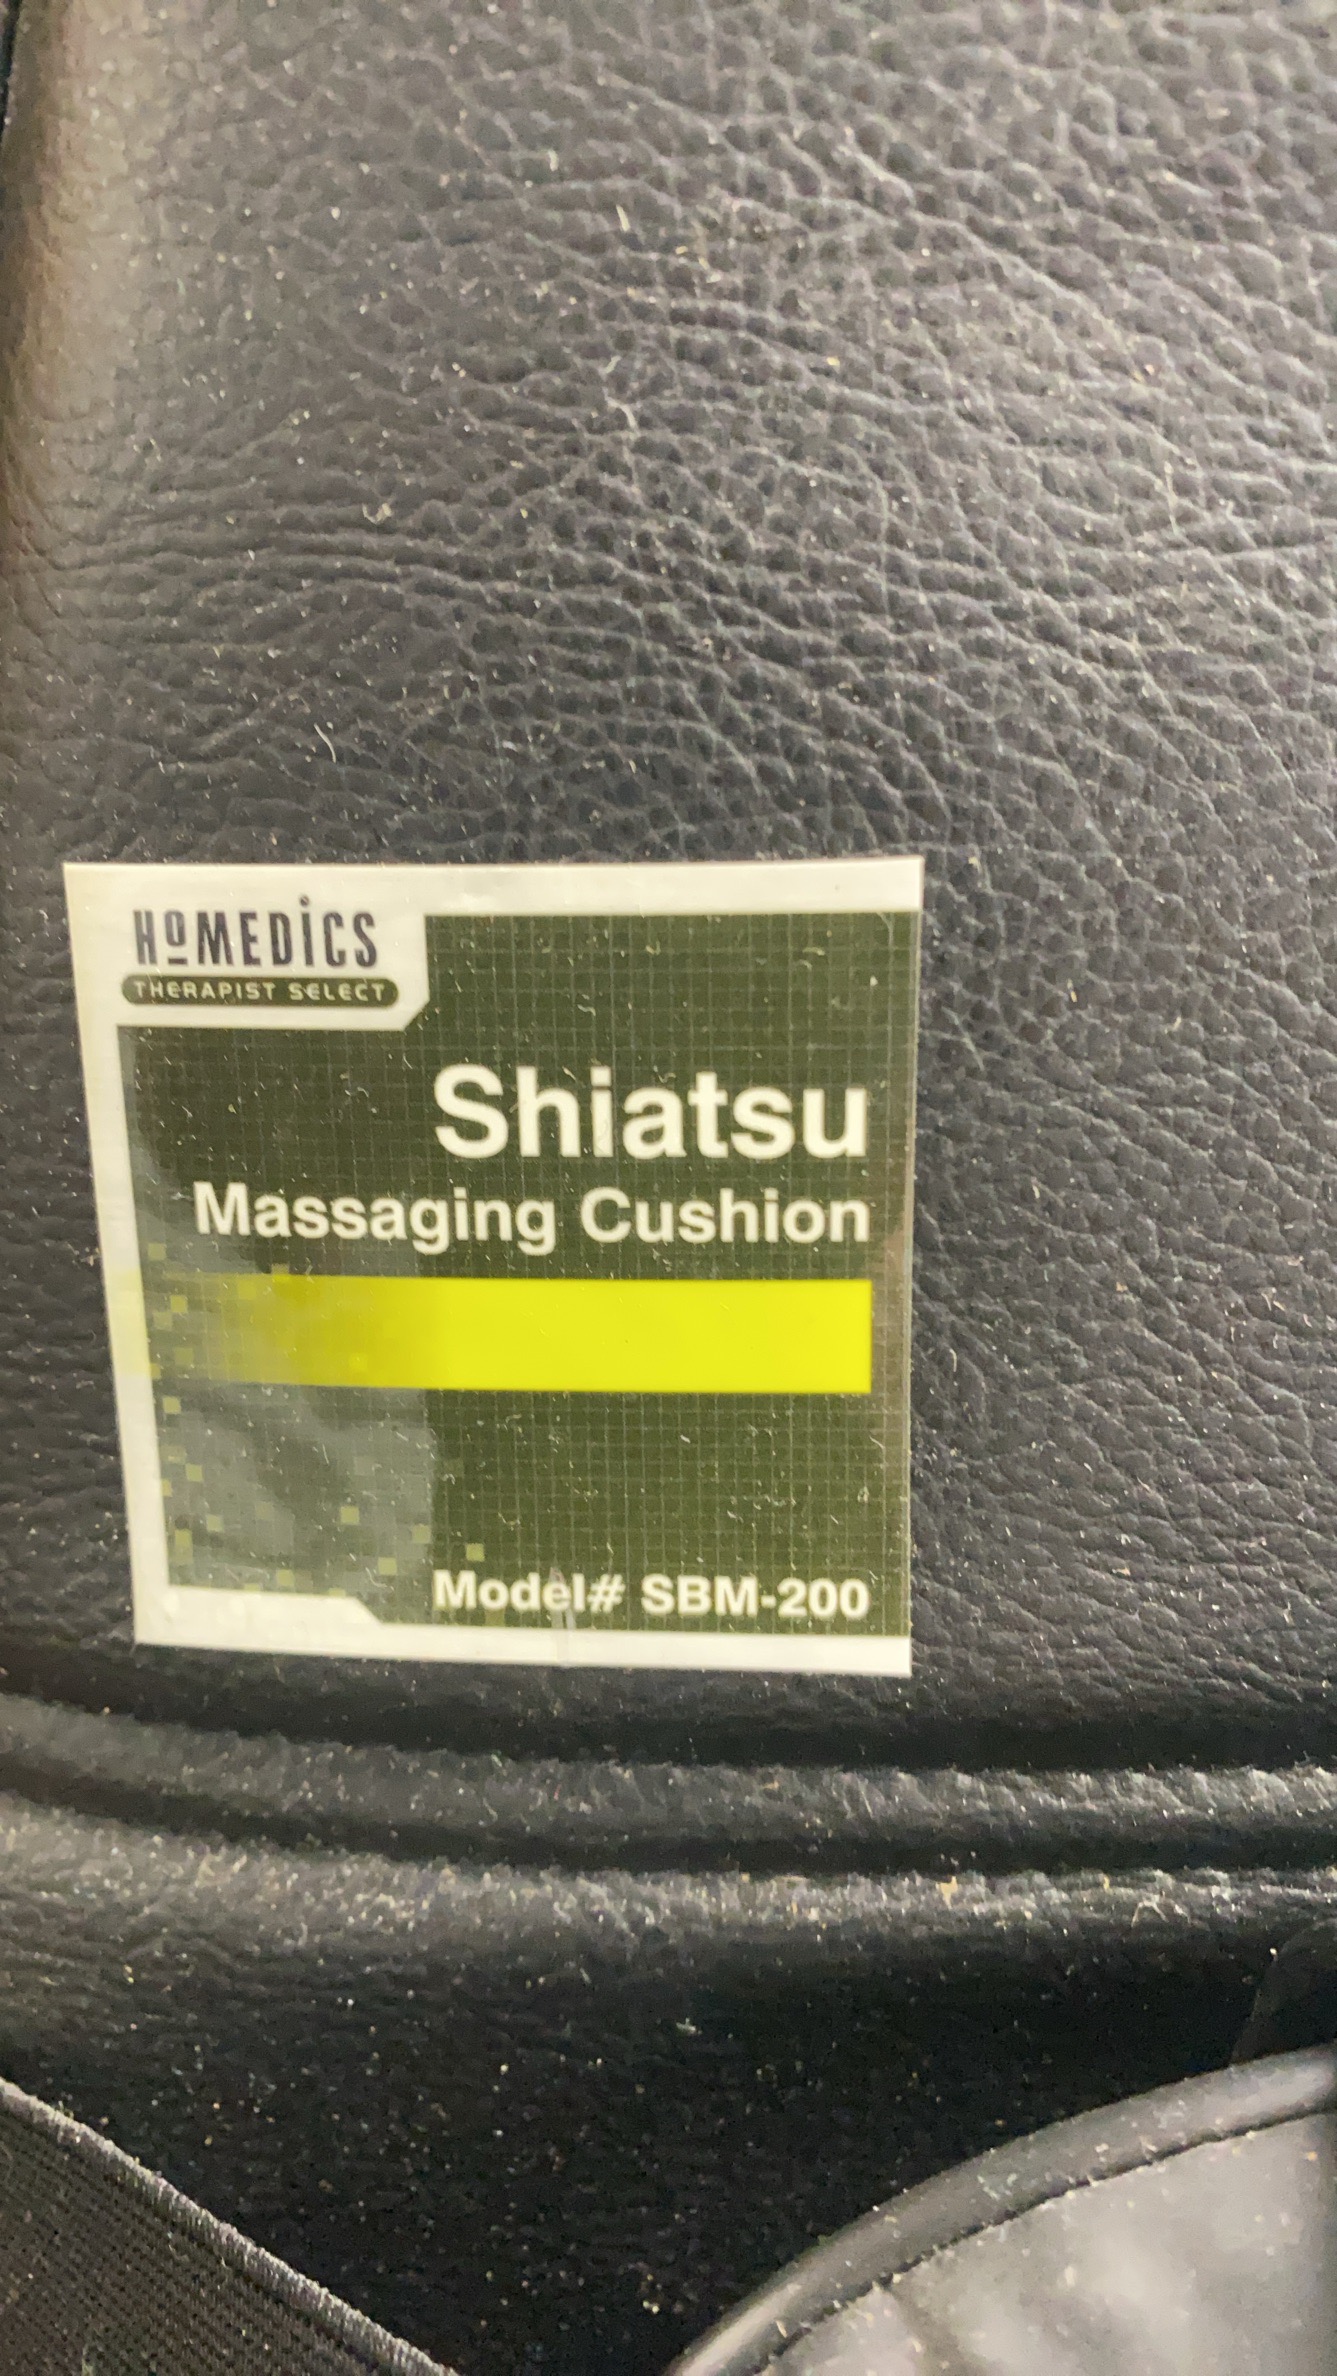 HOMEDICS
THERAPIST SELECT
Shiatsu
Massaging Cushion
Model# SBM-200